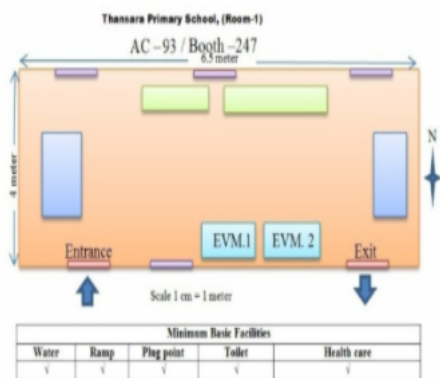 Thansara Primary School, (Room-1)
AC –93 / Booth –247
6.5 meter
4 meter
N
EVM.1 EVM. 2
Entrance Exit
Scale 1 cm = 1 meter
Minimum Basic Facilities
Water Ramp Plug point Toilet Health care
√ √ √ √ √